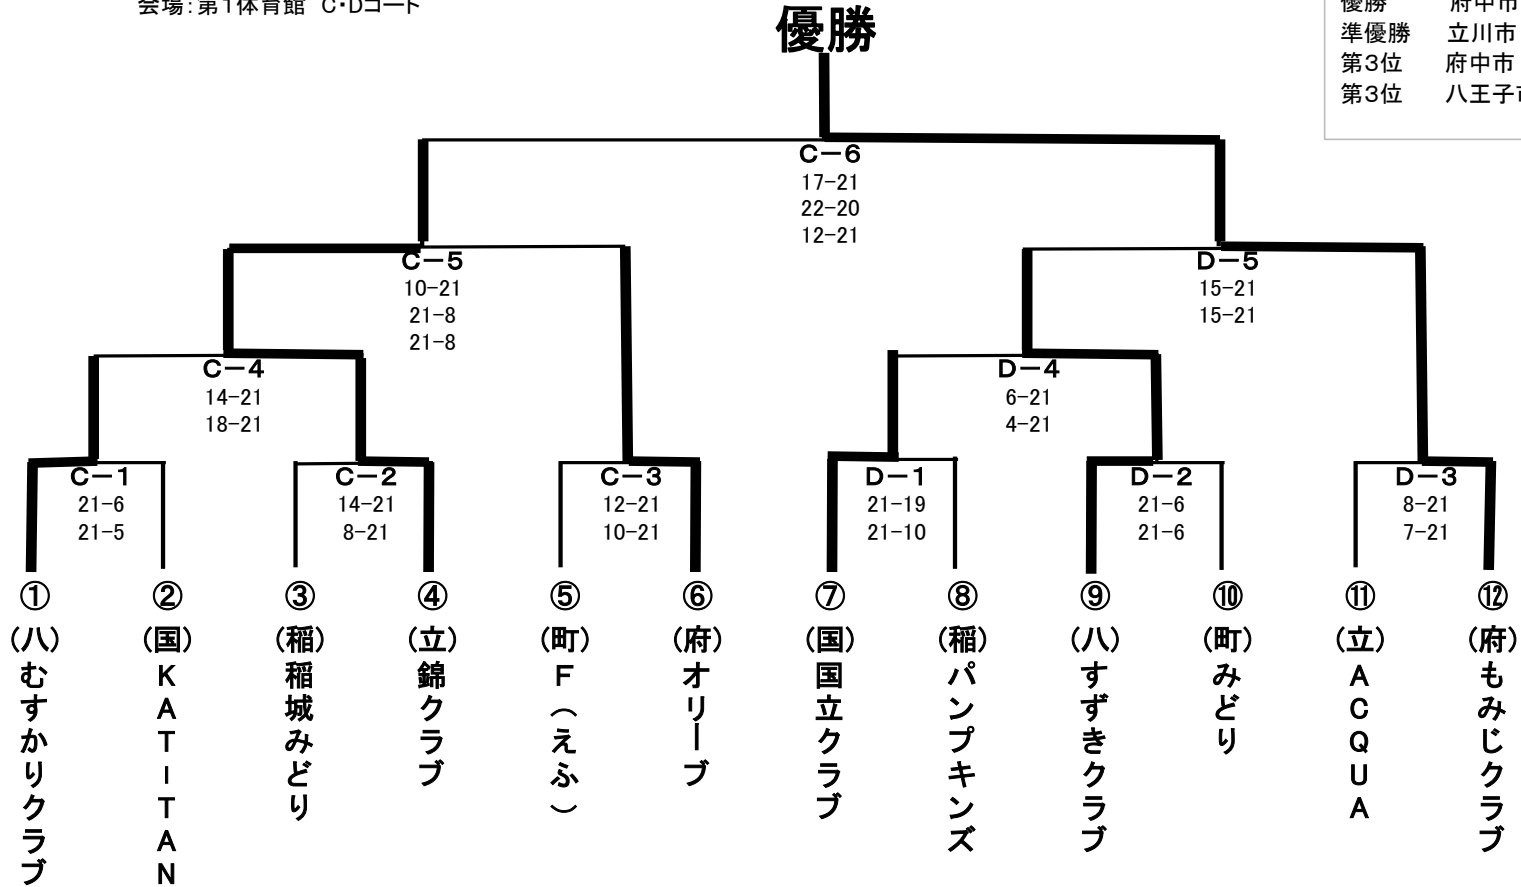 会場：第１体育館　C・Dコート
優勝
優勝　府中市
準優勝　立川市
第３位　府中市
第３位　八王子市
C－6
17−21
22−20
12−21
C－5
10−21
21−8
21−8
D－5
15−21
15−21
C－4
14−21
18−21
D－4
6−21
4−21
C－1
21−6
21−5
C－2
14−21
8−21
C－3
12−21
10−21
D－1
21−19
21−10
D－2
21−6
21−6
D－3
8−21
7−21
①（八）むすかりクラブ
②（国）KATITAN
③（稲）稲城みどり
④（立）錦クラブ
⑤（町）F（えふ）
⑥（府）オリーブ
⑦（国）国立クラブ
⑧（稲）パンプキンズ
⑨（八）すずきクラブ
⑩（町）みどり
⑪（立）ACQUA
⑫（府）もみじクラブ